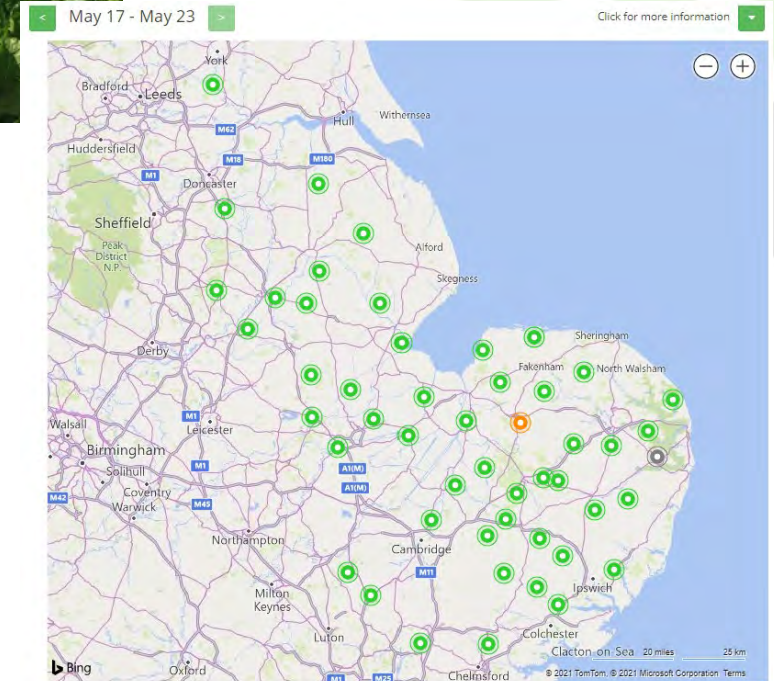 < May 17 - May 23 >
Click for more information
York
Bradford
Leeds
Hull
Withernsea
M62
Huddersfield
M18
M180
M1
Doncaster
Sheffield
Peak
District
N.P.
Alford
Skegness
Derby
Sheringham
Fakenham
North Walsham
M1
Walsall
Leicester
Birmingham
Solihull
M1
A1(M)
A1(M)
Coventry
M42
Warwick
M45
Northampton
Cambridge
M11
Milton
Keynes
Ipswich
Luton
Colchester
Clacton on Sea
20 miles
25 km
Bing
Oxford
M1
M25
Chelmsford
© 2021 TomTom, © 2021 Microsoft Corporation Terms